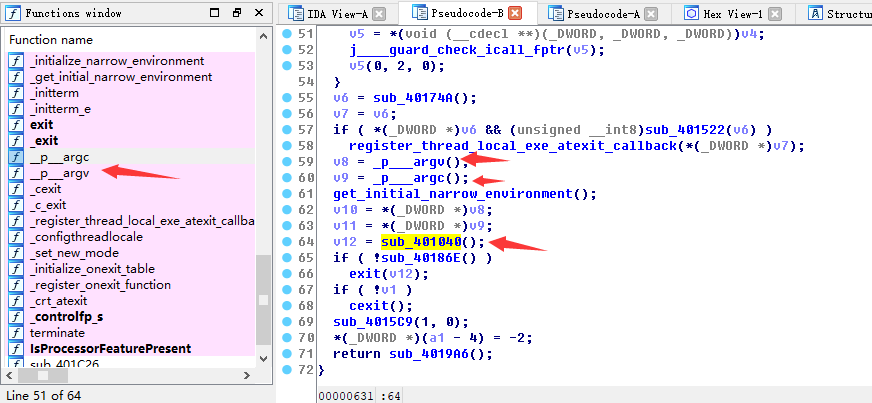 Functions window
Function name
_initialize_narrow_environment
_get_initial_narrow_environment
_initterm
_initterm_e
exit
_exit
__p___argc
__p___argv
_cexit
_c_exit
_register_thread_local_exe_atexit_callba
_configthreadlocale
_set_new_mode
_initialize_onexit_table
_register_onexit_function
_crt_atexit
_controlfp_s
terminate
IsProcessorFeaturePresent
sub_401C26
Line 51 of 64
IDA View-A
Pseudocode-B
Pseudocode-A
Hex View-1
Structur
51 v5 = *(void (__cdecl **)(_DWORD, _DWORD, _DWORD))v4;
52 j____guard_check_icall_fptr(v5);
53 v5(0, 2, 0);
54 }
55 v6 = sub_40174A();
56 v7 = v6;
57 if ( *(_DWORD *)v6 && (unsigned __int8)sub_401522(v6) )
58 register_thread_local_exe_atexit_callback(*(_DWORD *)v7);
59 v8 = _p___argv();
60 v9 = _p___argc();
61 get_initial_narrow_environment();
62 v10 = *(_DWORD *)v8;
63 v11 = *(_DWORD *)v9;
64 v12 = sub_401040();
65 if ( !sub_40186E() )
66 exit(v12);
67 if ( !v1 )
68 cexit();
69 sub_4015C9(1, 0);
70 *(_DWORD *)(a1 - 4) = -2;
71 return sub_4019A6();
72 }
00000631 :64